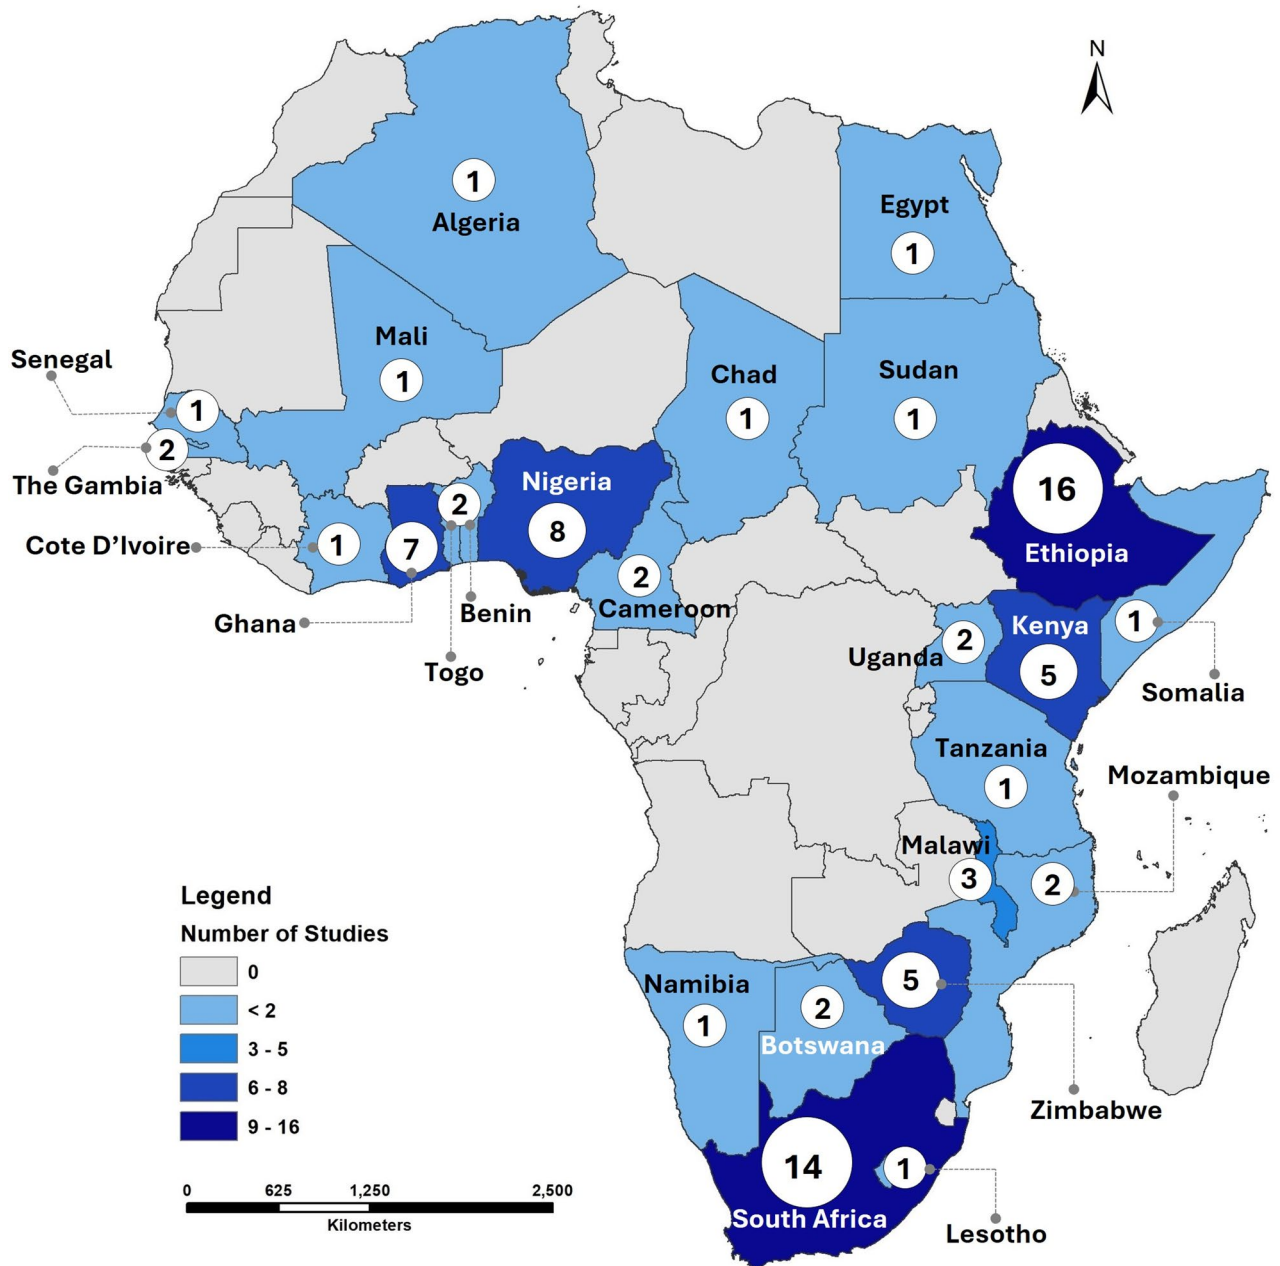 N
1
Algeria
Egypt
1
Mali
1
Senegal
1
Chad
1
Sudan
1
2
The Gambia
Nigeria
8
2
16
Ethiopia
Cote D’Ivoire
1
7
2
Cameroon
Benin
Ghana
Togo
Kenya
5
1
Somalia
2
Uganda
Tanzania
1
Mozambique
Malawi
3
2
Legend
Number of Studies
0
< 2
3 - 5
6 - 8
9 - 16
Namibia
1
2
Botswana
5
Zimbabwe
14
South Africa
1
Lesotho
0 625 1,250 2,500
Kilometers